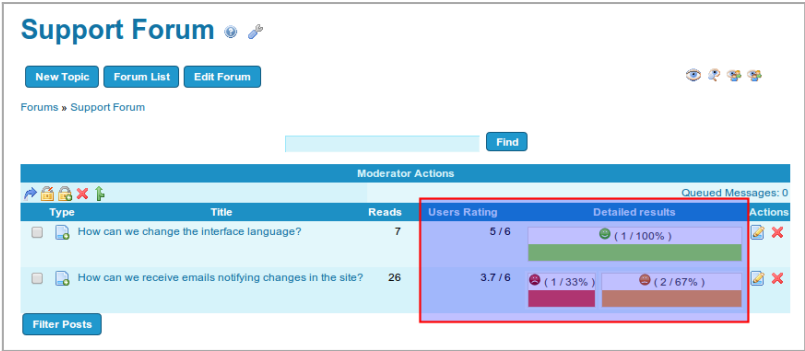 Support Forum
New Topic Forum List Edit Forum
Forums » Support Forum
Find
Moderator Actions
Queued Messages: 0
Type Title Reads Users Rating Detailed results Actions
How can we change the interface language? 7 5 / 6 ( 1 / 100% )
How can we receive emails notifying changes in the site? 26 3.7 / 6 ( 1 / 33% ) ( 2 / 67% )
Filter Posts